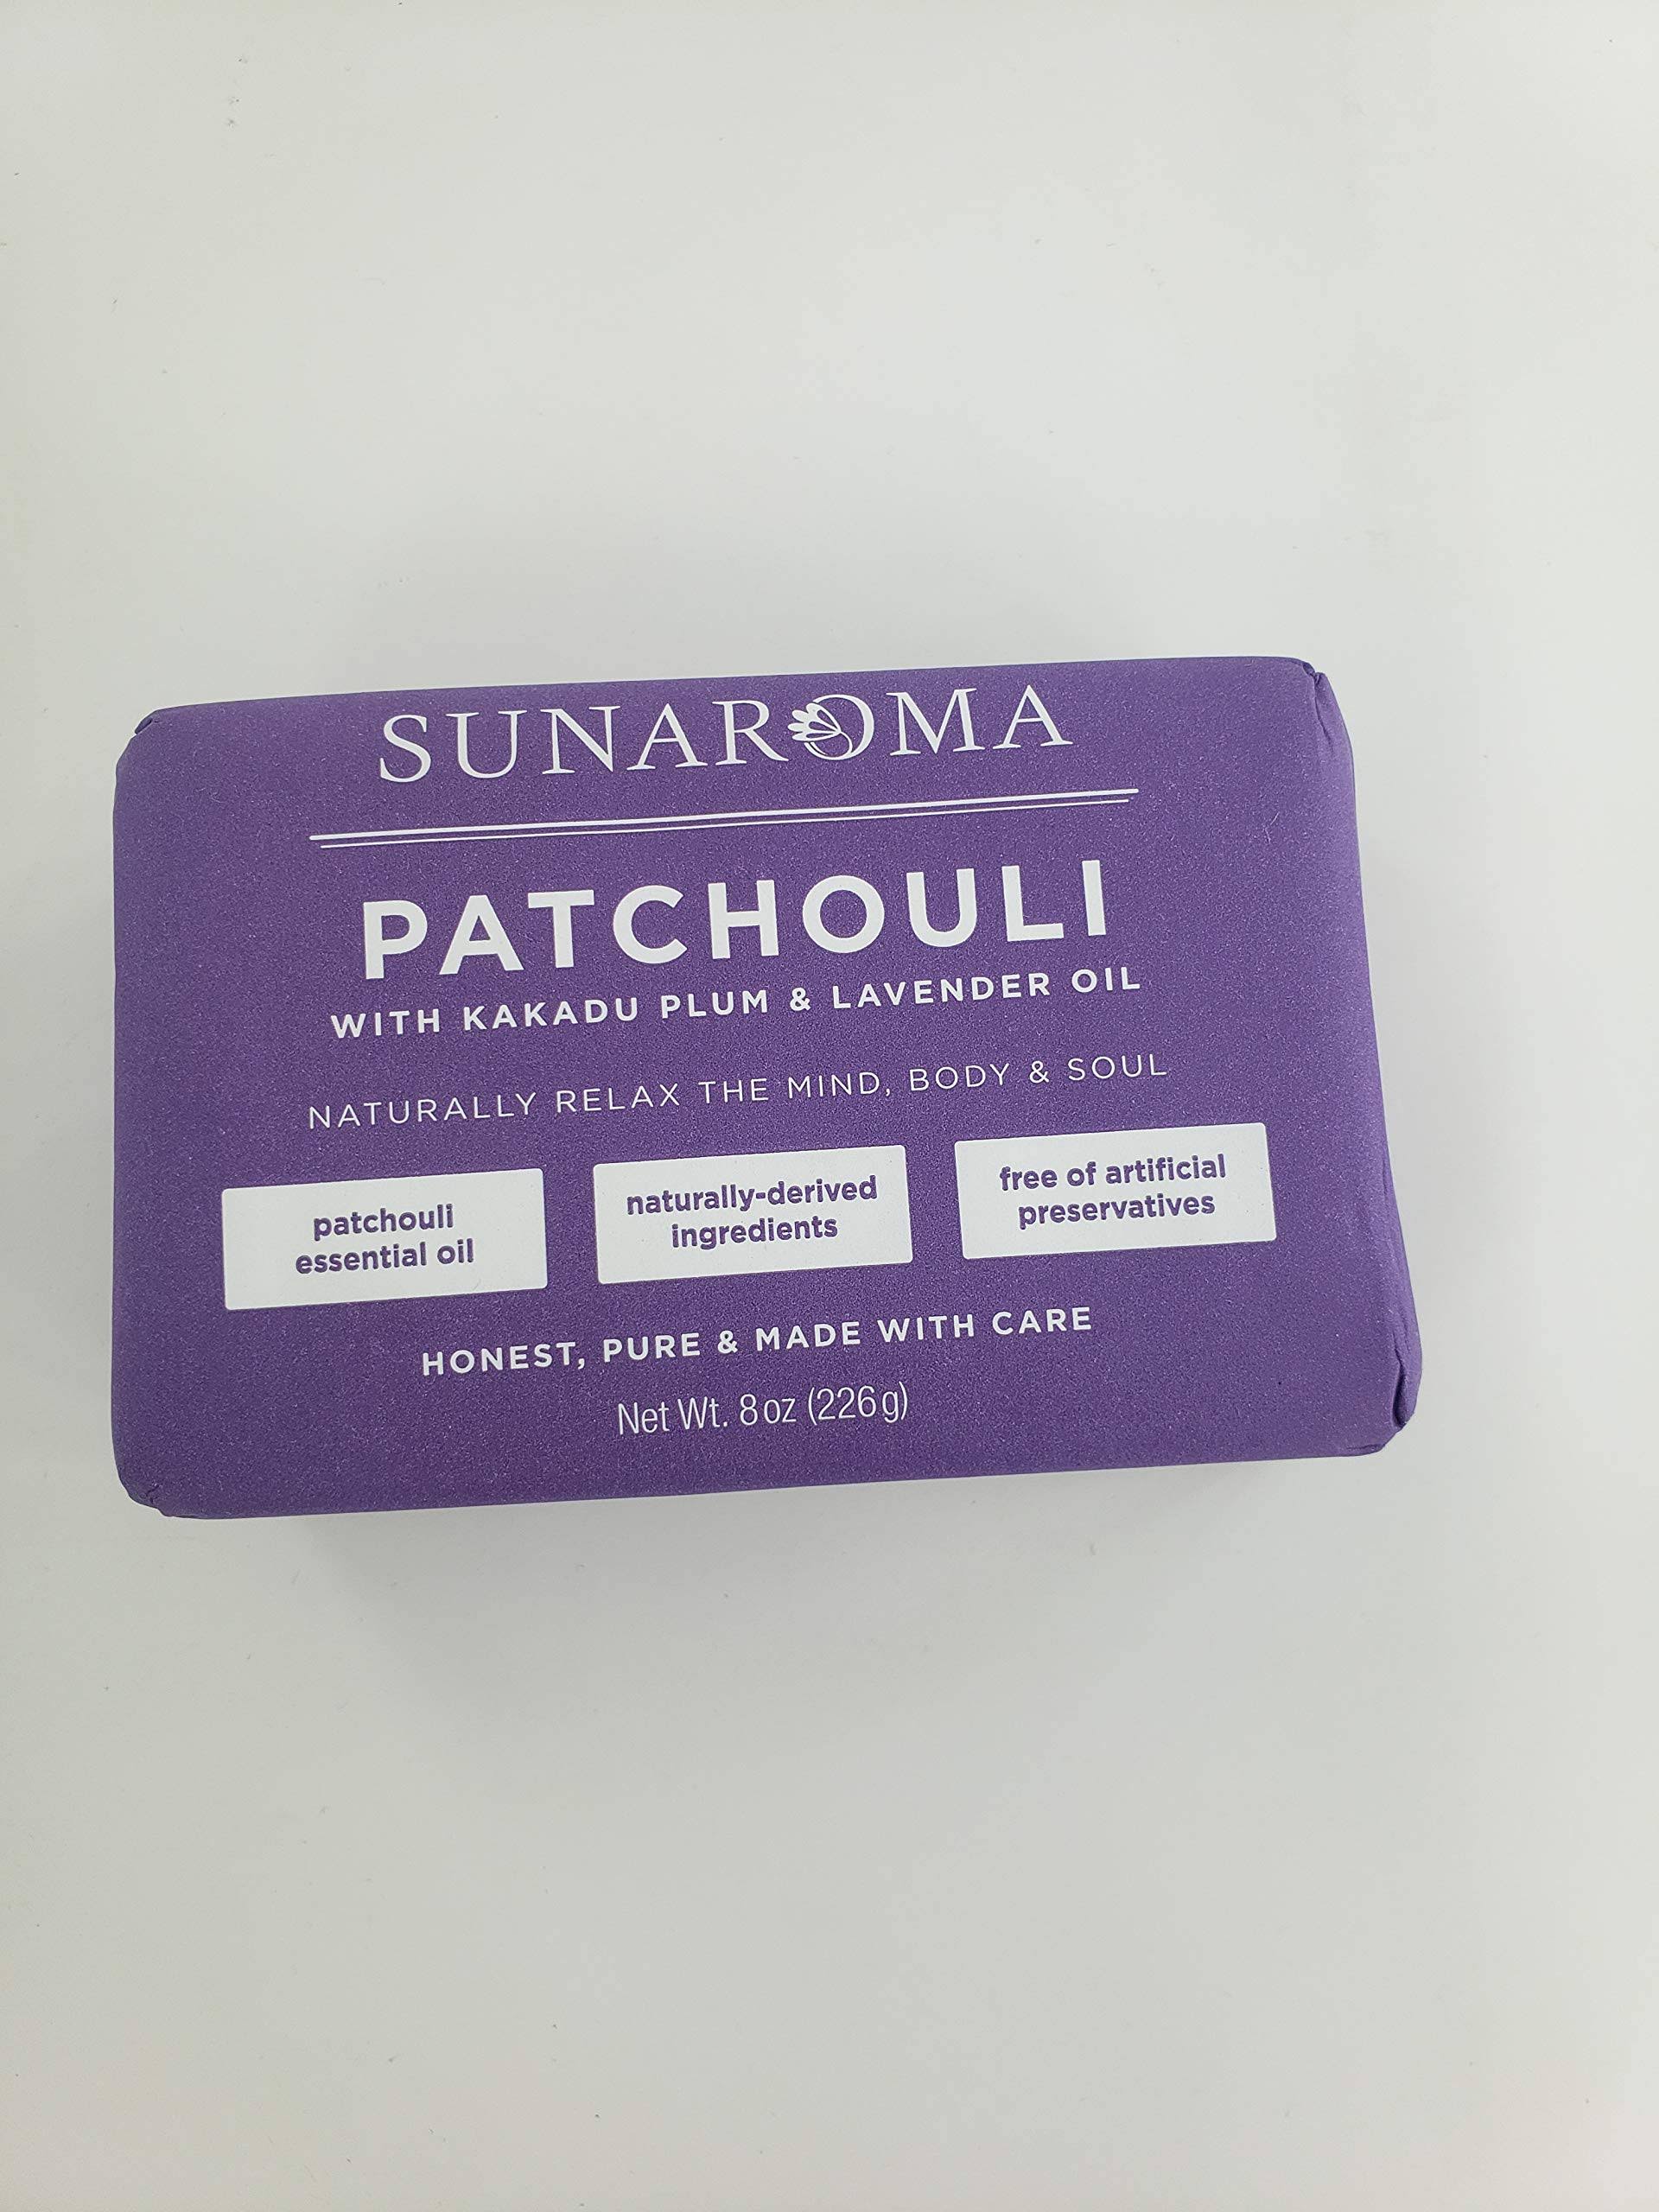 SUNAROMA
PATCHOULI
WITH KAKADU PLUM & LAVENDER OIL
NATURALLY RELAX THE MIND, BODY & SOUL
patchouli
essential oil
naturally-derived
ingredients
free of artificial
preservatives
HONEST, PURE & MADE WITH CARE
Net Wt. 8 oz (226 g)